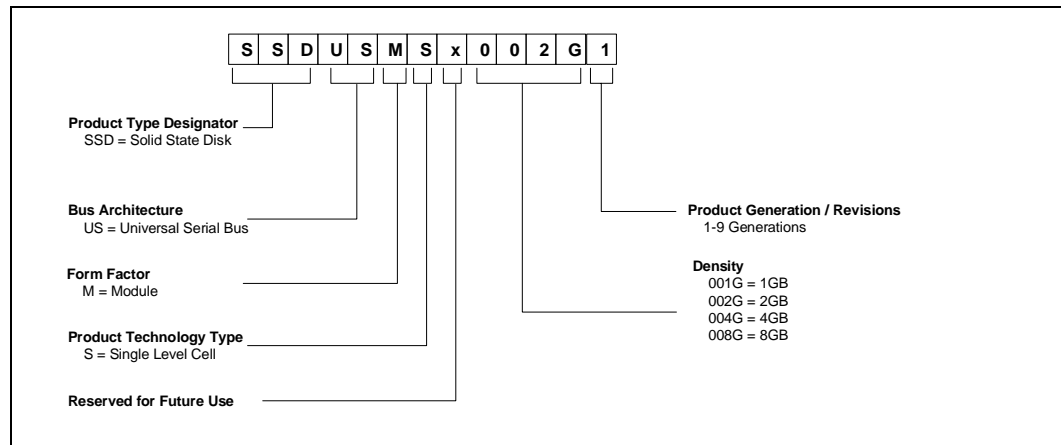 S S D U S M S x 0 0 2 G 1
Product Type Designator
SSD = Solid State Disk
Bus Architecture
US = Universal Serial Bus
Form Factor
M = Module
Product Technology Type
S = Single Level Cell
Reserved for Future Use
Product Generation / Revisions
1-9 Generations
Density
001G = 1GB
002G = 2GB
004G = 4GB
008G = 8GB